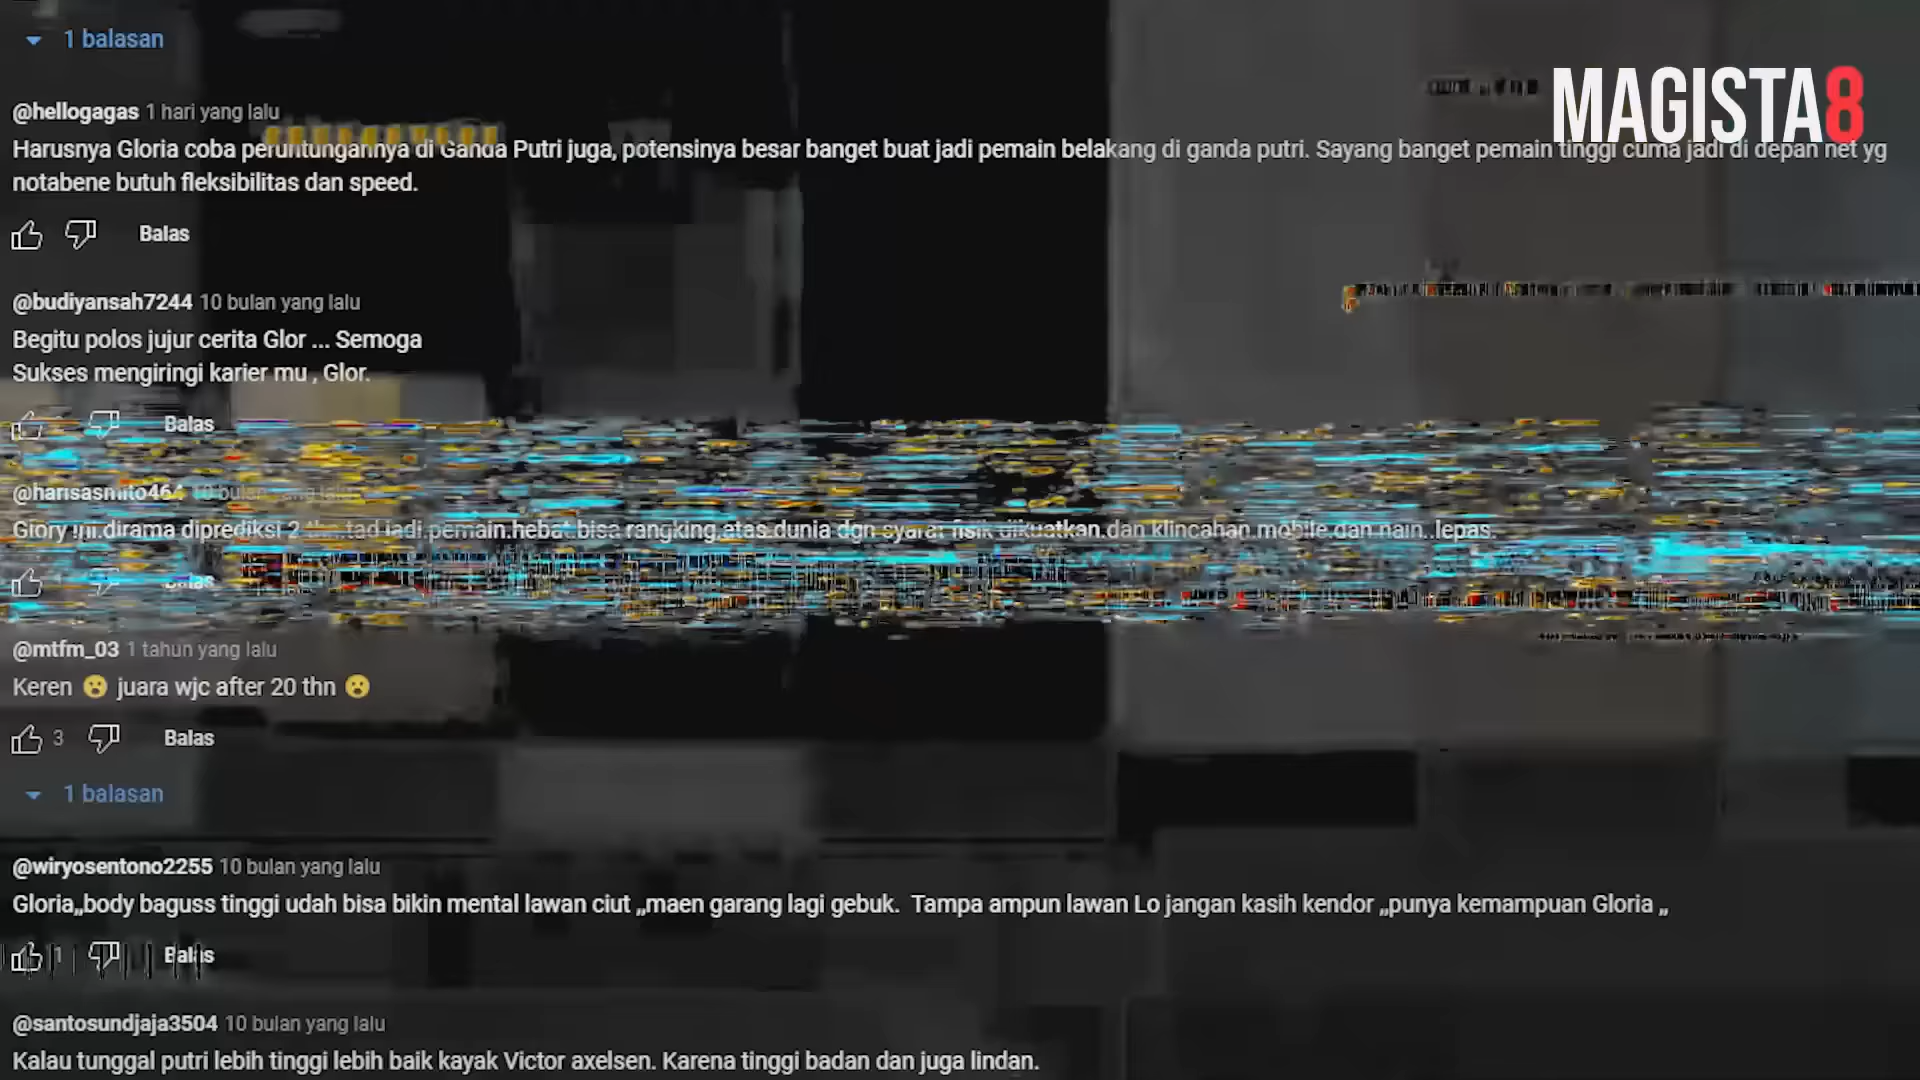 1 balasan
MAGISTA8
@hellogagas 1 hari yang lalu
Harusnya Gloria coba peruntungannya di Ganda Putri juga, potensinya besar banget buat jadi pemain belakang di ganda putri. Sayang banget pemain tinggi cuma jadi di depan net yg
notabene butuh fleksibilitas dan speed.
Balas
@budiyansah7244 10 bulan yang lalu
Begitu polos jujur cerita Glor ... Semoga
Sukses mengiringi karier mu , Glor.
Balas
@harisasmito464 10 bulan yang lalu
diprediksi 2 jadi pemain.hebat bisa rangking.atas.dunia dgn syarat fisik dikuatkan.dan klincahan mobile.dan lepas.
Balas
@mtfm_03 1 tahun yang lalu
Keren 😮 juara wjc after 20 thn 😮
3 Balas
1 balasan
@wiryosentono2255 10 bulan yang lalu
Gloria,,body baguss tinggi udah bisa bikin mental lawan ciut ,,maen garang lagi gebuk. Tampa ampun lawan Lo jangan kasih kendor ,,punya kemampuan Gloria ,,
1 Balas
@santosundjaja3504 10 bulan yang lalu
Kalau tunggal putri lebih tinggi lebih baik kayak Victor axelsen. Karena tinggi badan dan juga lindan.